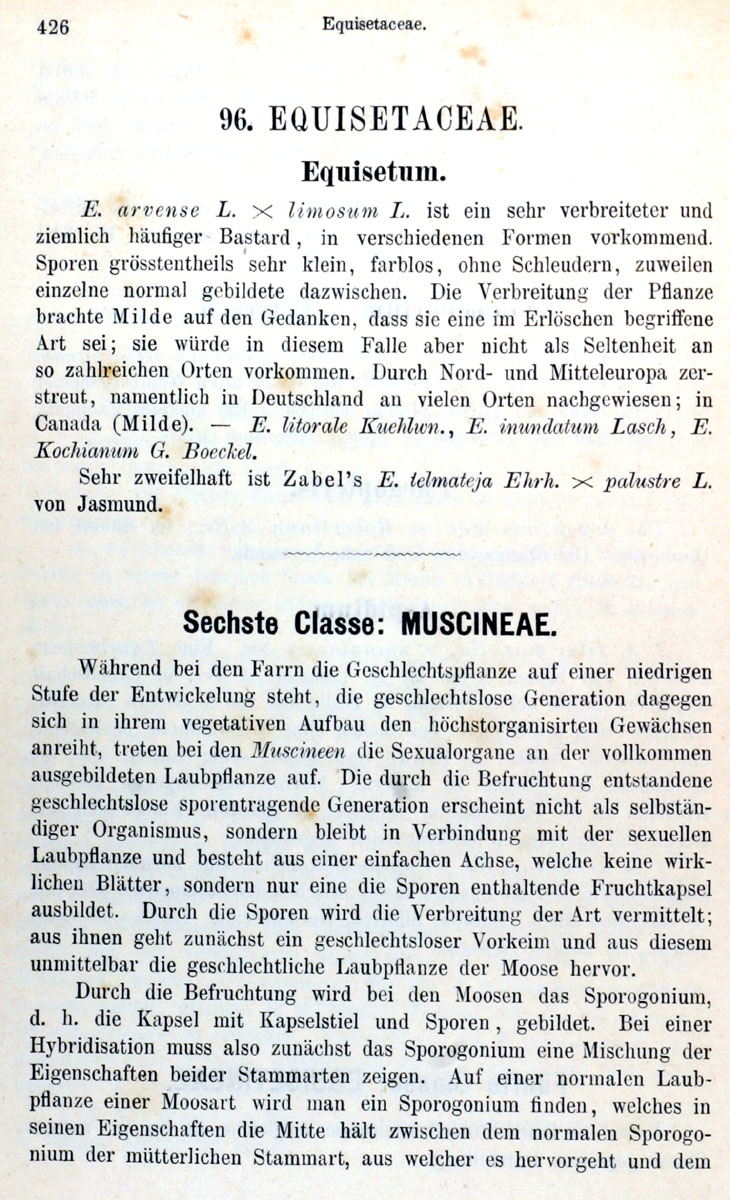 426
Equisetaceae.
96. EQUISETACEAE.
Equisetum.
E. arvense L. × limosum L. ist ein sehr verbreiteter und
ziemlich häufiger Bastard, in verschiedenen Formen vorkommend.
Sporen grösstentheils sehr klein, farblos, ohne Schleudern, zuweilen
einzelne normal gebildete dazwischen. Die Verbreitung der Pflanze
brachte Milde auf den Gedanken, dass sie eine im Erlöschen begriffene
Art sei; sie würde in diesem Falle aber nicht als Seltenheit an
so zahlreichen Orten vorkommen. Durch Nord- und Mitteleuropa zer-
streut, namentlich in Deutschland an vielen Orten nachgewiesen; in
Canada (Milde). — E. litorale Kuehlwn., E. inundatum Lasch, E.
Kochianum G. Boeckel.
Sehr zweifelhaft ist Zabel's E. telmateja Ehrh. × palustre L.
von Jasmund.
Sechste Classe: MUSCINEAE.
Während bei den Farrn die Geschlechtspflanze auf einer niedrigen
Stufe der Entwickelung steht, die geschlechtslose Generation dagegen
sich in ihrem vegetativen Aufbau den höchstorganisirten Gewächsen
anreiht, treten bei den Muscineen die Sexualorgane an der vollkommen
ausgebildeten Laubpflanze auf. Die durch die Befruchtung entstandene
geschlechtslose sporentragende Generation erscheint nicht als selbstän-
diger Organismus, sondern bleibt in Verbindung mit der sexuellen
Laubpflanze und besteht aus einer einfachen Achse, welche keine wirk-
lichen Blätter, sondern nur eine die Sporen enthaltende Fruchtkapsel
ausbildet. Durch die Sporen wird die Verbreitung der Art vermittelt;
aus ihnen geht zunächst ein geschlechtsloser Vorkeim und aus diesem
unmittelbar die geschlechtliche Laubpflanze der Moose hervor.
Durch die Befruchtung wird bei den Moosen das Sporogonium,
d. h. die Kapsel mit Kapselstiel und Sporen, gebildet. Bei einer
Hybridisation muss also zunächst das Sporogonium eine Mischung der
Eigenschaften beider Stammarten zeigen. Auf einer normalen Laub-
pflanze einer Moosart wird man ein Sporogonium finden, welches in
seinen Eigenschaften die Mitte hält zwischen dem normalen Sporogo-
nium der mütterlichen Stammart, aus welcher es hervorgeht und dem